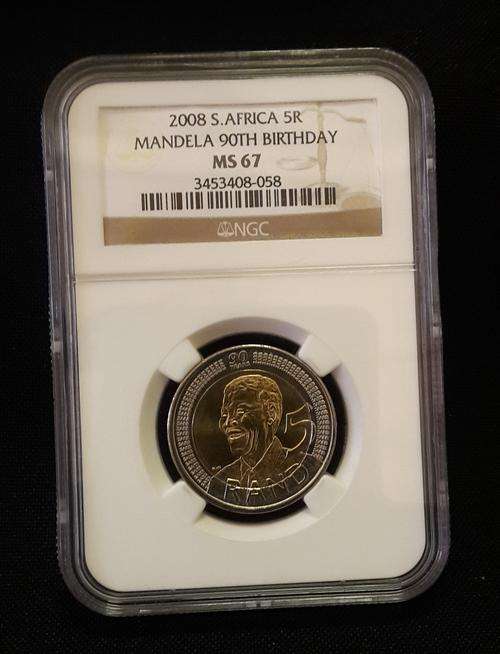 2008 S.AFRICA 5R
MANDELA 90TH BIRTHDAY
MS 67
3453408-058
NGC
90
5
RAND